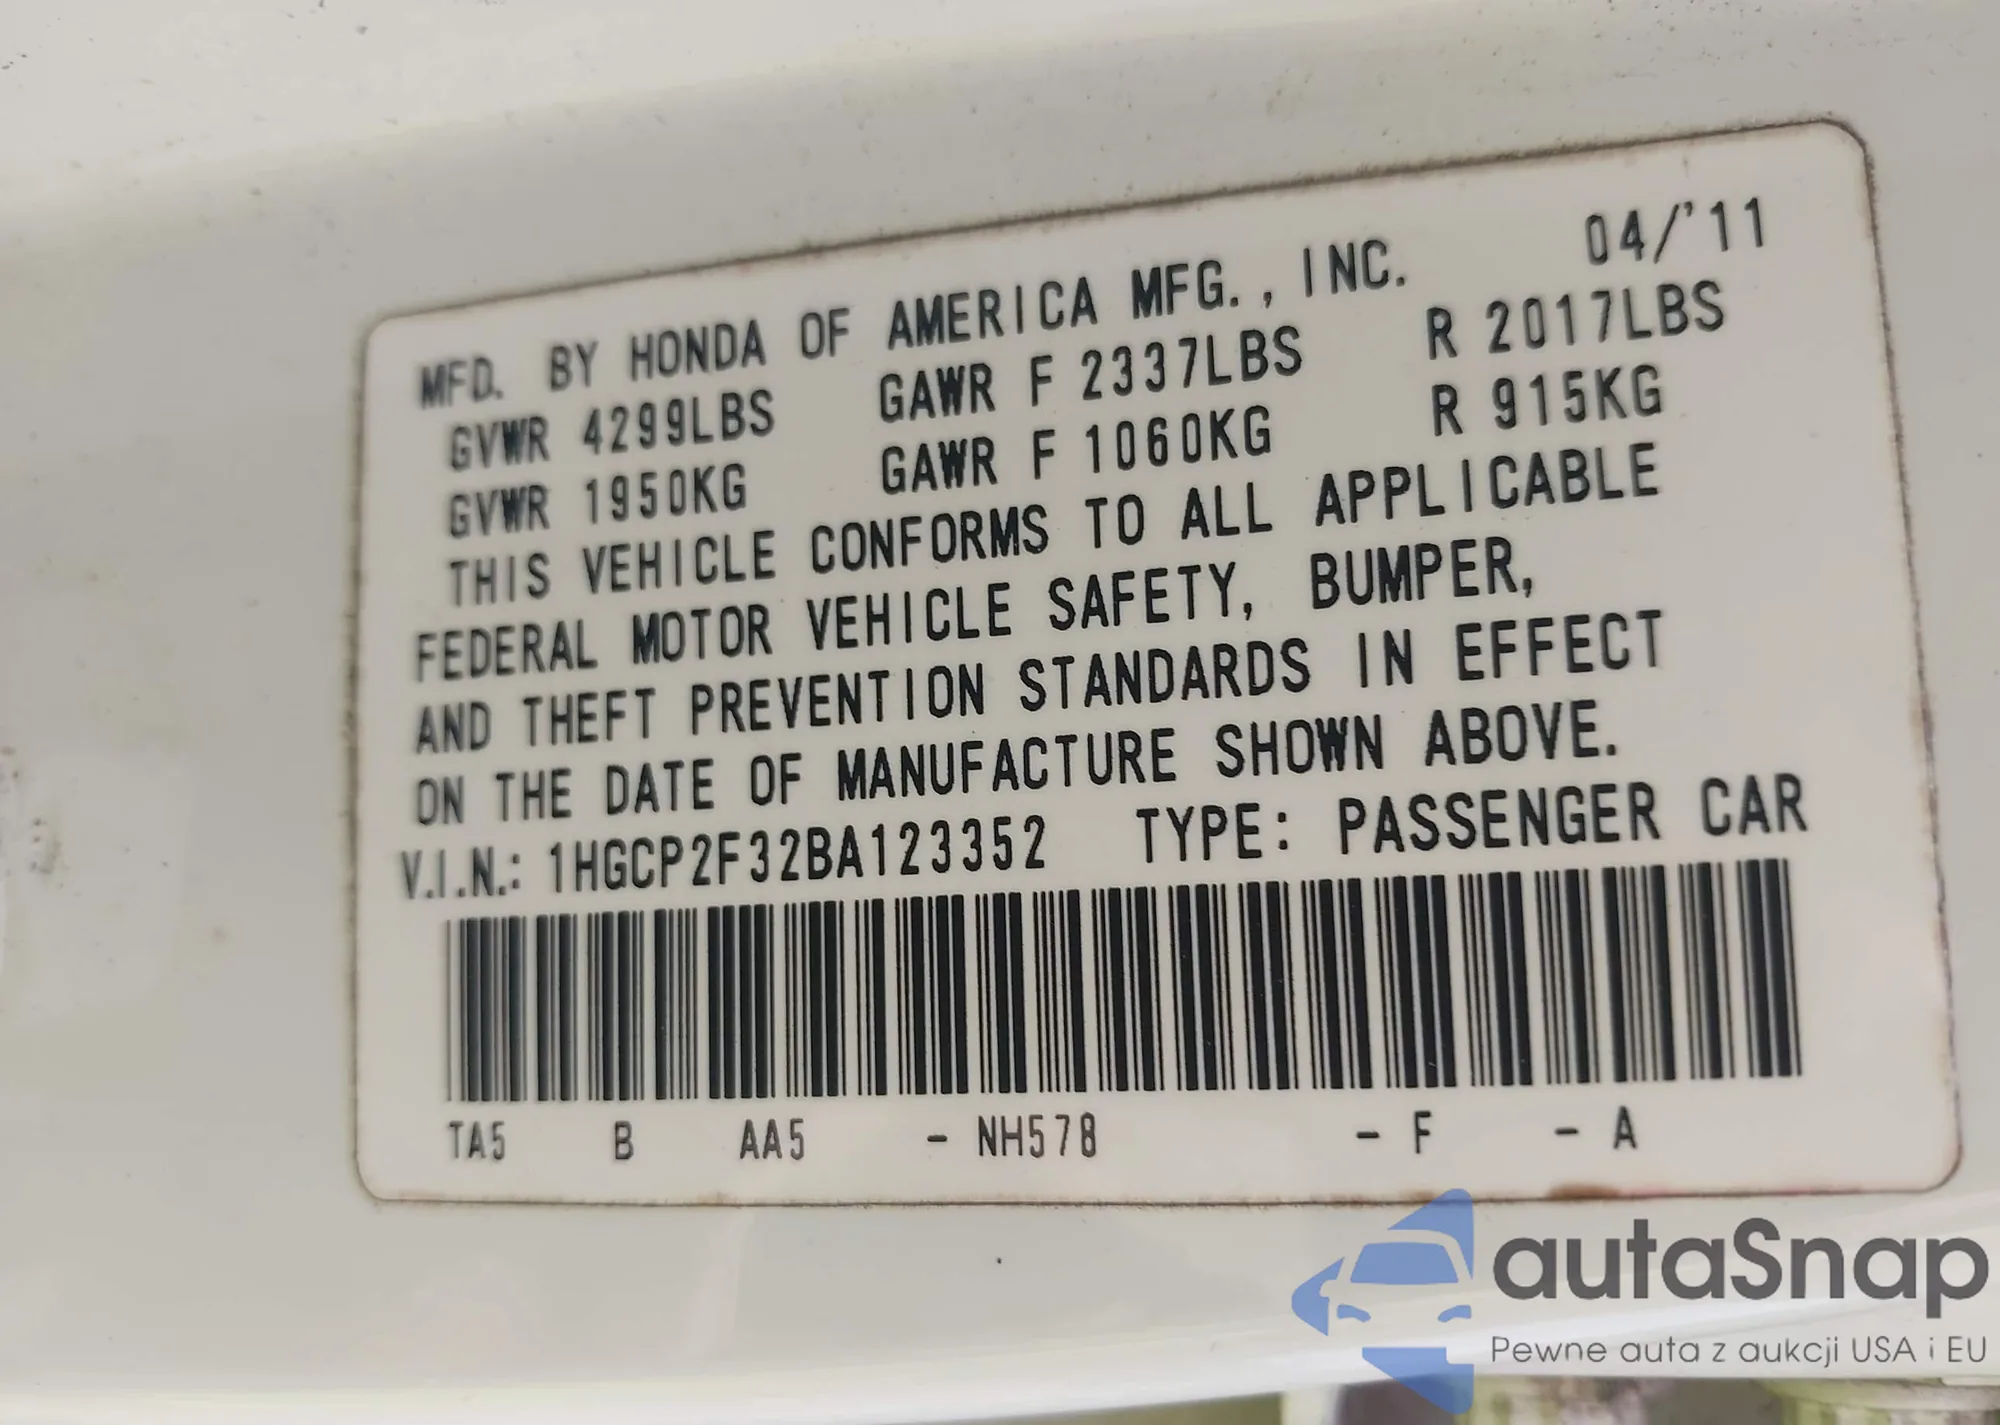 MFD. BY HONDA OF AMERICA MFG., INC. 04/'11
GVWR 4299LBS GAWR F 2337LBS R 2017LBS
GVWR 1950KG GAWR F 1060KG R 915KG
THIS VEHICLE CONFORMS TO ALL APPLICABLE
FEDERAL MOTOR VEHICLE SAFETY, BUMPER,
AND THEFT PREVENTION STANDARDS IN EFFECT
ON THE DATE OF MANUFACTURE SHOWN ABOVE.
V.I.N.: 1HGCP2F32BA123352 TYPE: PASSENGER CAR
TA5 B AA5 - NH578 - F - A
autaSnap
Pewne auta z aukcji USA i EU